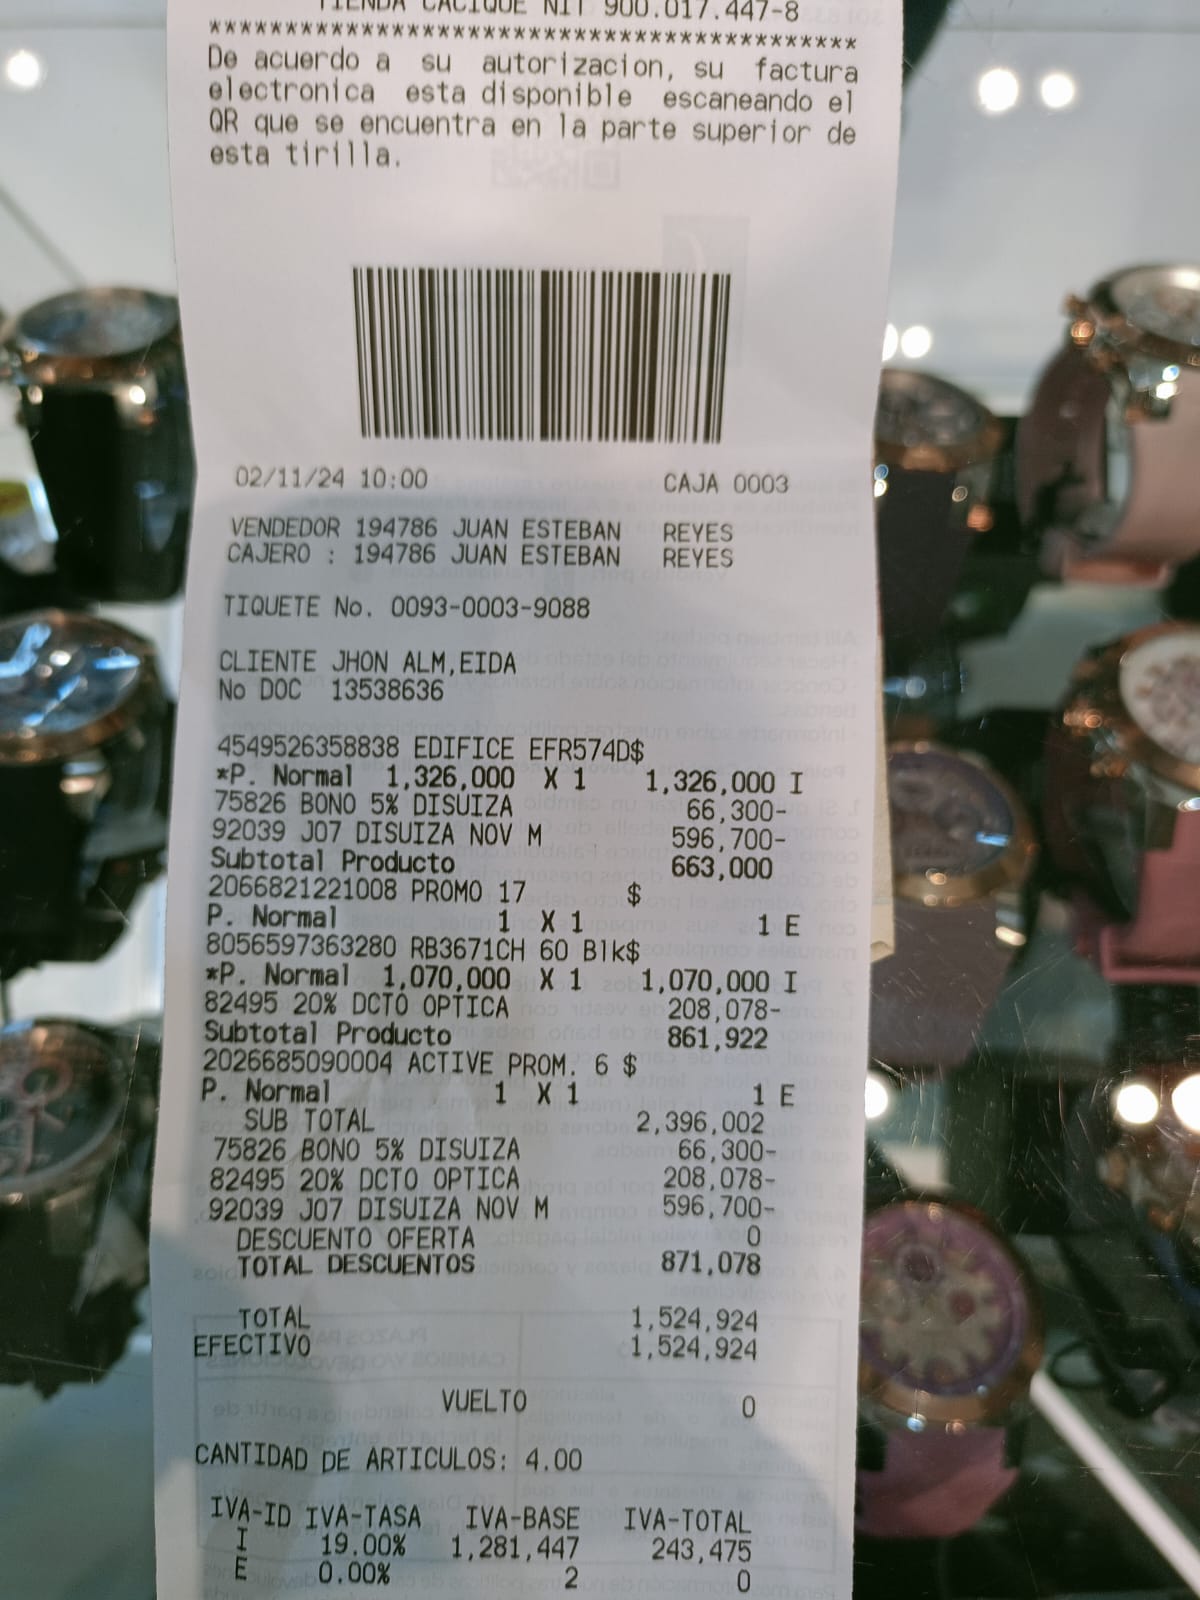 TIENDA CACIQUE NIT 900.017.447-8
*******************************************
De acuerdo a su autorizacion, su factura
electronica esta disponible escaneando el
QR que se encuentra en la parte superior de
esta tirilla.
02/11/24 10:00 CAJA 0003
VENDEDOR 194786 JUAN ESTEBAN REYES
CAJERO : 194786 JUAN ESTEBAN REYES
TIQUETE No. 0093-0003-9088
CLIENTE JHON ALM,EIDA
No DOC 13538636
4549526358838 EDIFICE EFR574D$
*P. Normal 1,326,000 X 1 1,326,000 I
75826 BONO 5% DISUIZA 66,300-
92039 J07 DISUIZA NOV M 596,700-
Subtotal Producto 663,000
2066821221008 PROMO 17 $
P. Normal 1 X 1 1 E
8056597363280 RB3671CH 60 Blk$
*P. Normal 1,070,000 X 1 1,070,000 I
82495 20% DCTO OPTICA 208,078-
Subtotal Producto 861,922
2026685090004 ACTIVE PROM. 6 $
P. Normal 1 X 1 1 E
SUB TOTAL 2,396,002
75826 BONO 5% DISUIZA 66,300-
82495 20% DCTO OPTICA 208,078-
92039 J07 DISUIZA NOV M 596,700-
DESCUENTO OFERTA 0
TOTAL DESCUENTOS 871,078
TOTAL 1,524,924
EFECTIVO 1,524,924
VUELTO 0
CANTIDAD DE ARTICULOS: 4.00
IVA-ID IVA-TASA IVA-BASE IVA-TOTAL
I 19.00% 1,281,447 243,475
E 0.00% 2 0